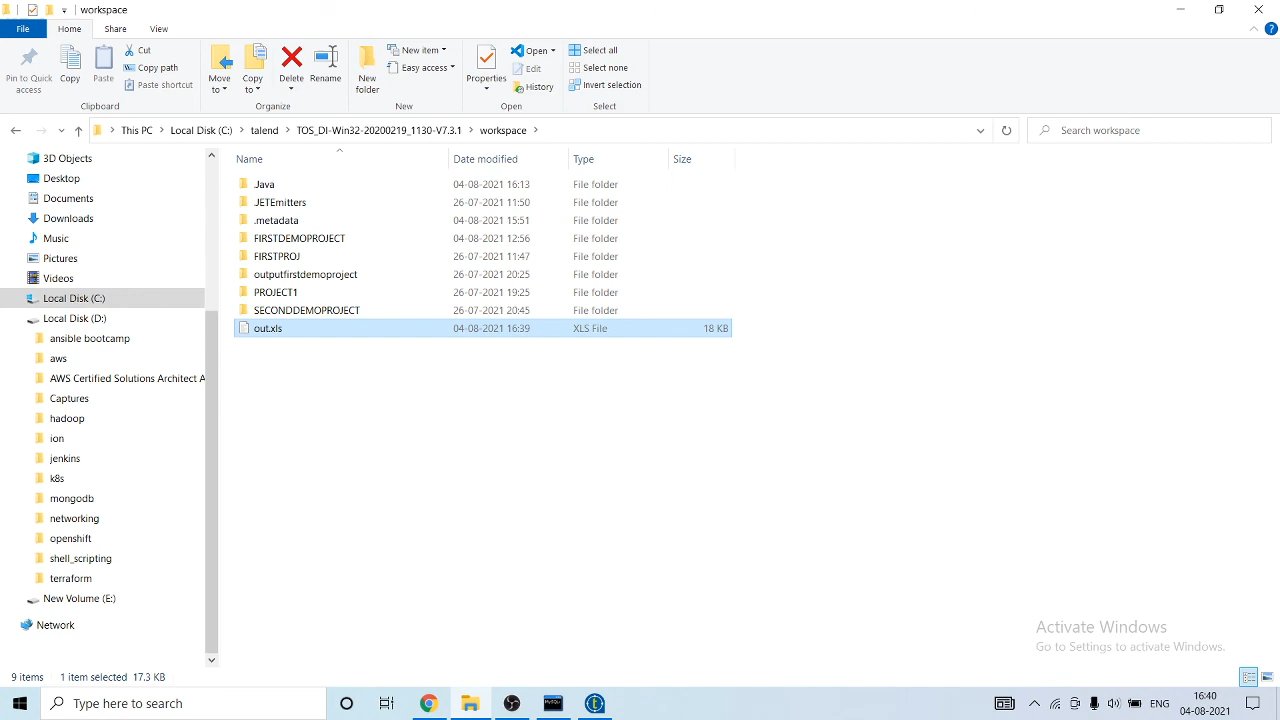 workspace
File Home Share View
Pin to Quick access
Copy
Paste
Cut
Copy path
Paste shortcut
Clipboard
Move to
Copy to
Delete
Rename
Organize
New folder
New item
Easy access
New
Properties
Open
Edit
History
Open
Select all
Select none
Invert selection
Select
This PC > Local Disk (C:) > talend > TOS_DI-Win32-20200219_1130-V7.3.1 > workspace >
Search workspace
3D Objects
Desktop
Documents
Downloads
Music
Pictures
Videos
Local Disk (C:)
Local Disk (D:)
ansible bootcamp
aws
AWS Certified Solutions Architect A
Captures
hadoop
ion
jenkins
k8s
mongodb
networking
openshift
shell_scripting
terraform
New Volume (E:)
Network
Name Date modified Type Size
.Java 04-08-2021 16:13 File folder
.JETEmitters 26-07-2021 11:50 File folder
.metadata 04-08-2021 15:51 File folder
FIRSTDEMOPROJECT 04-08-2021 12:56 File folder
FIRSTPROJ 26-07-2021 11:47 File folder
outputfirstdemoproject 26-07-2021 20:25 File folder
PROJECT1 26-07-2021 19:25 File folder
SECONDDEMOPROJECT 26-07-2021 20:45 File folder
out.xls 04-08-2021 16:39 XLS File 18 KB
Activate Windows
Go to Settings to activate Windows.
9 items 1 item selected 17.3 KB
Type here to search
MySQL
ENG
16:40
04-08-2021